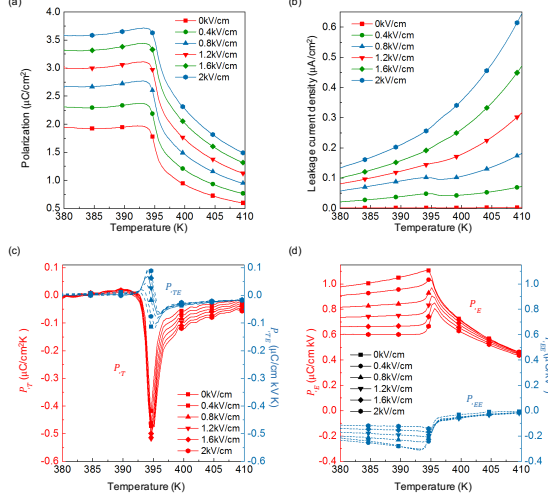 (a)
4.0
3.5
3.0
2.5
2.0
1.5
1.0
0.5
Polarization (μC/cm²)
0kV/cm
0.4kV/cm
0.8kV/cm
1.2kV/cm
1.6kV/cm
2kV/cm
380 385 390 395 400 405 410
Temperature (K)
(b)
0.8
0.7
0.6
0.5
0.4
0.3
0.2
0.1
0.0
Leakage current
density (μA/cm²)
0kV/cm
0.4kV/cm
0.8kV/cm
1.2kV/cm
1.6kV/cm
2kV/cm
380 385 390 395 400 405 410
Temperature (K)
(c)
0.1
0.0
-0.1
-0.2
-0.3
-0.4
-0.5
-0.6
P,T (μC/cm²K)
P,TE
P,T
0kV/cm
0.4kV/cm
0.8kV/cm
1.2kV/cm
1.6kV/cm
2kV/cm
0.1
0.0
-0.1
-0.2
-0.3
-0.4
-0.5
-0.6
P,TE (μC/cm kV K)
380 385 390 395 400 405 410
Temperature (K)
(d)
1.0
0.8
0.6
0.4
0.2
0.0
-0.2
-0.4
P,E (μC/cm kV)
P,E
0kV/cm
0.4kV/cm
0.8kV/cm
1.2kV/cm
1.6kV/cm
2kV/cm
P,EE
1.0
0.8
0.6
0.4
0.2
0.0
-0.2
-0.4
380 385 390 395 400 405 410
Temperature (K)